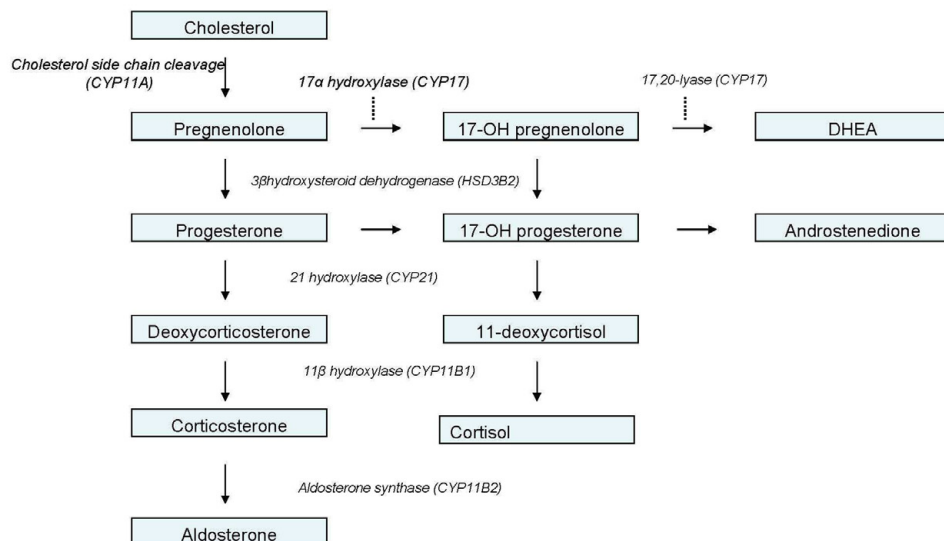 Cholesterol
Cholesterol side chain cleavage
(CYP11A)
17α hydroxylase (CYP17)
17,20-lyase (CYP17)
Pregnenolone
17-OH pregnenolone
DHEA
3βhydroxysteroid dehydrogenase (HSD3B2)
Progesterone
17-OH progesterone
Androstenedione
21 hydroxylase (CYP21)
Deoxycorticosterone
11-deoxycortisol
11β hydroxylase (CYP11B1)
Corticosterone
Cortisol
Aldosterone synthase (CYP11B2)
Aldosterone